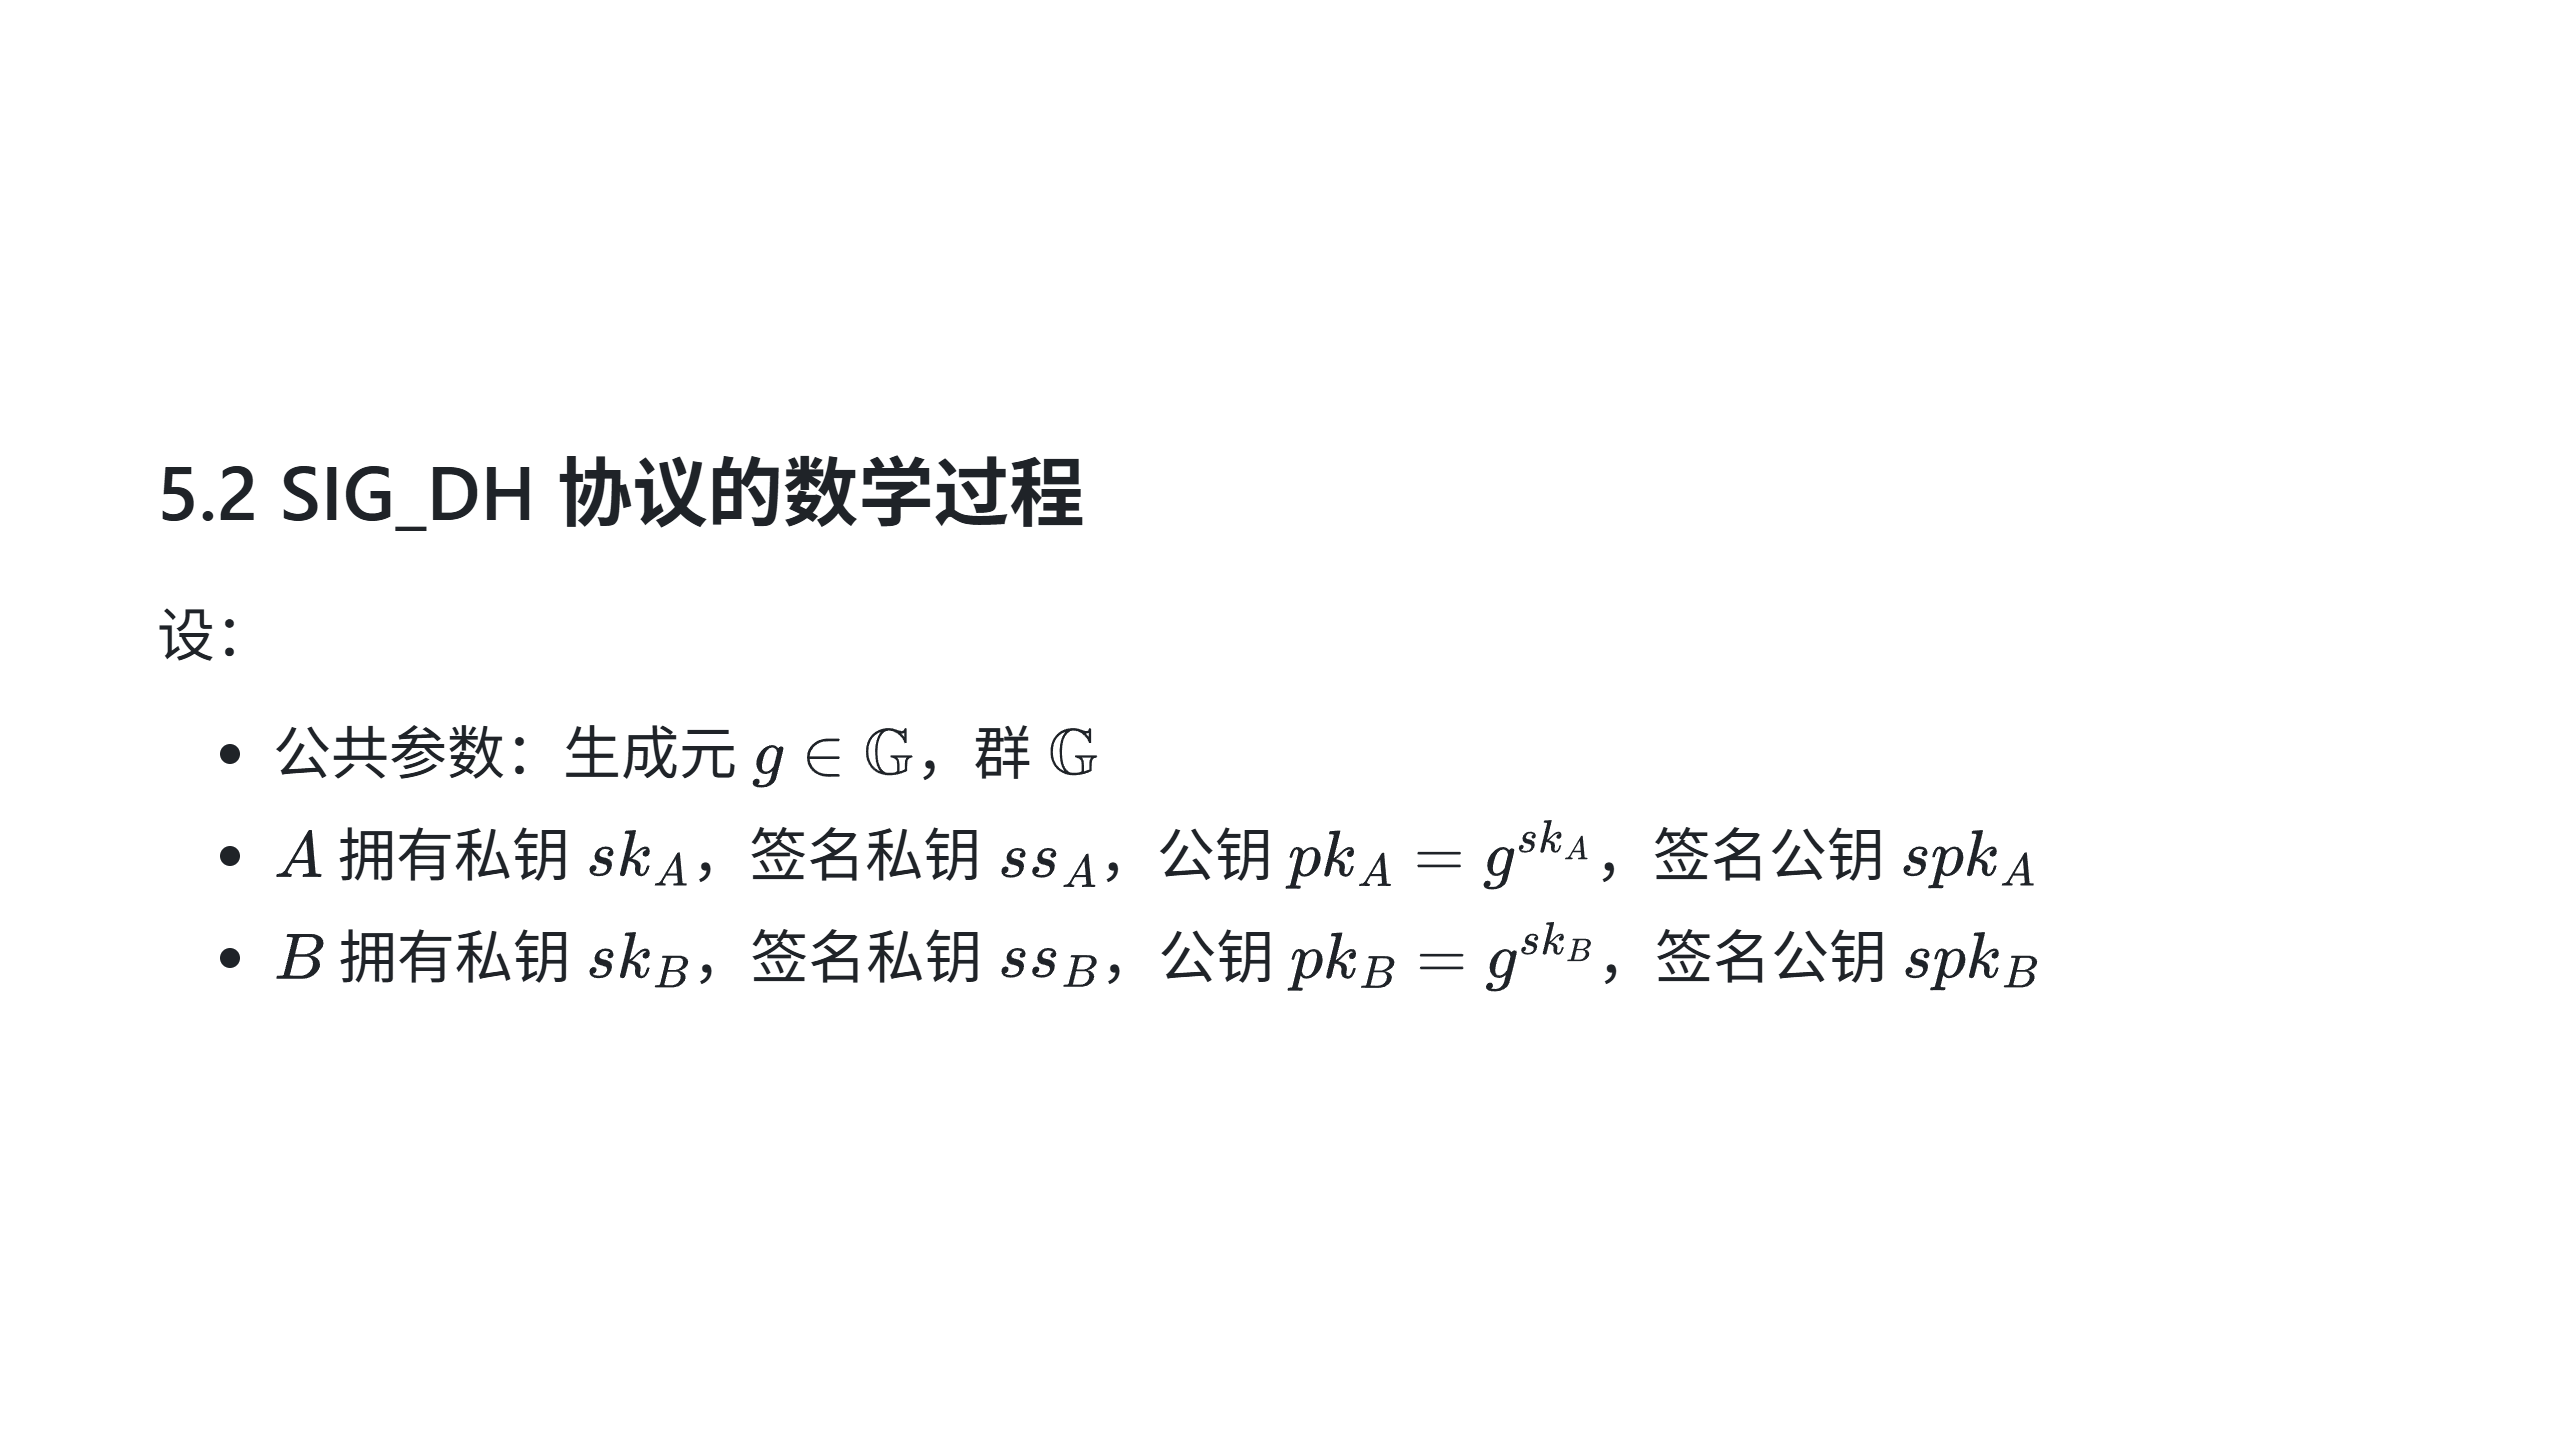 5.2 SIG_DH 协议的数学过程
设：
• 公共参数：生成元 $g \in \mathbb{G}$，群 $\mathbb{G}$
• $A$ 拥有私钥 $sk_A$，签名私钥 $ss_A$，公钥 $pk_A = g^{sk_A}$，签名公钥 $spk_A$
• $B$ 拥有私钥 $sk_B$，签名私钥 $ss_B$，公钥 $pk_B = g^{sk_B}$，签名公钥 $spk_B$